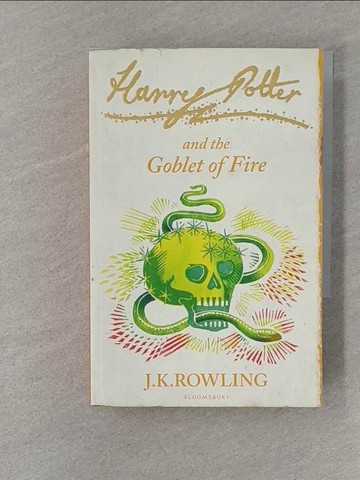 Harry Potter
and the
Goblet of Fire
J.K.ROWLING
BLOOMSBURY